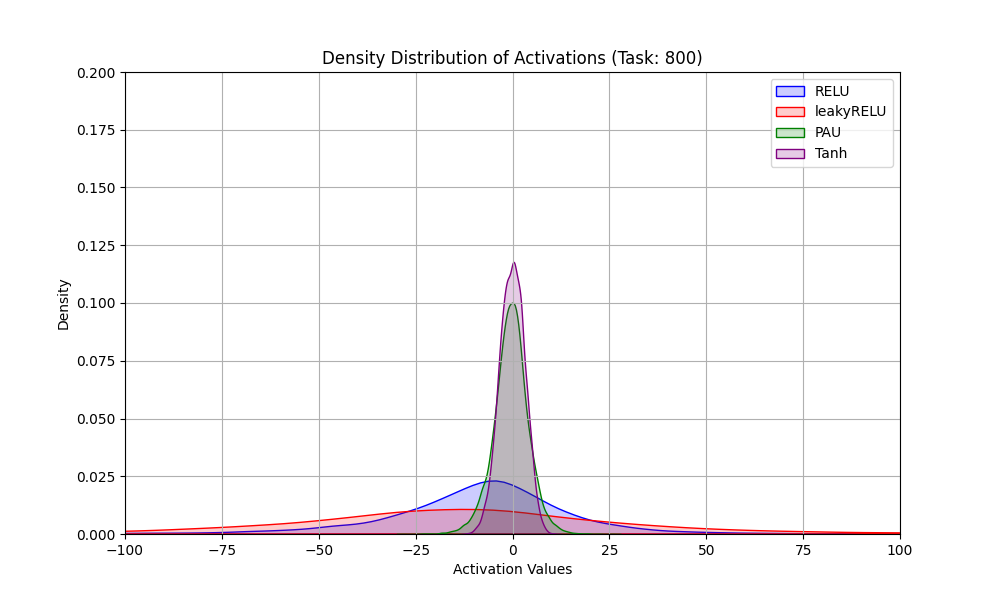 Density Distribution of Activations (Task: 800)
0.200
0.175
0.150
0.125
0.100
0.075
0.050
0.025
0.000
Density
RELU
leakyRELU
PAU
Tanh
−100 −75 −50 −25 0 25 50 75 100
Activation Values